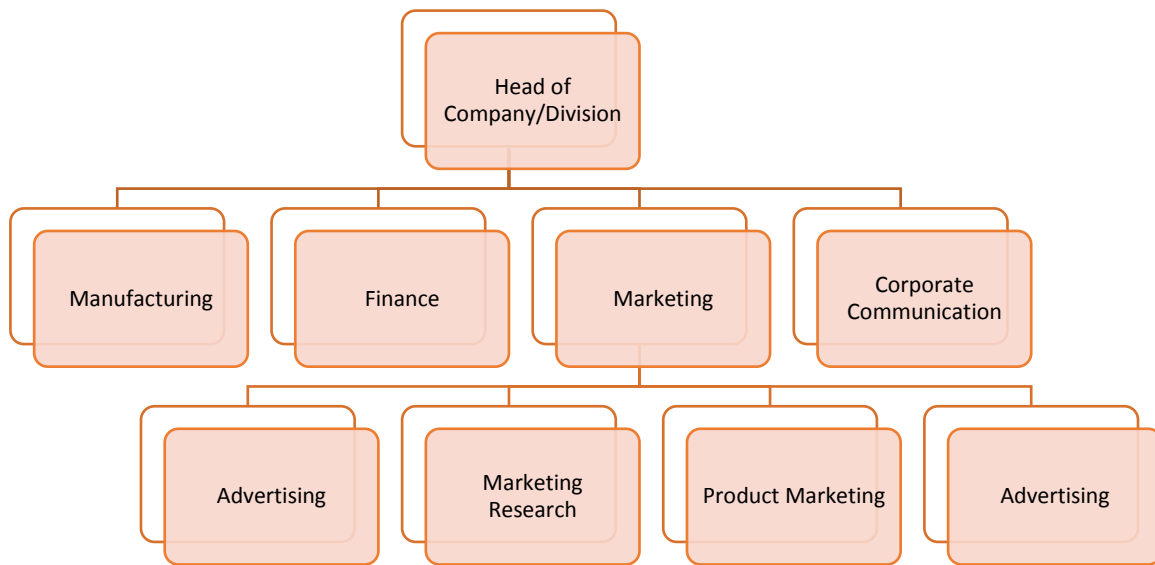 Head of
Company/Division
Manufacturing
Finance
Marketing
Corporate
Communication
Advertising
Marketing
Research
Product Marketing
Advertising